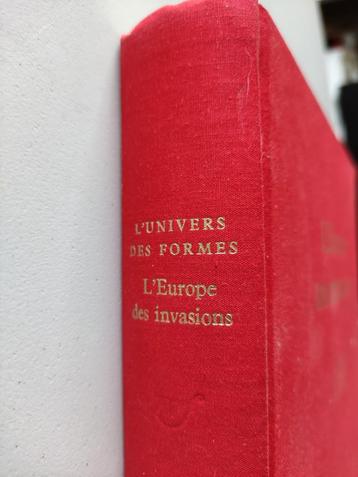 L'UNIVERS
DES FORMES
L'Europe
des invasions